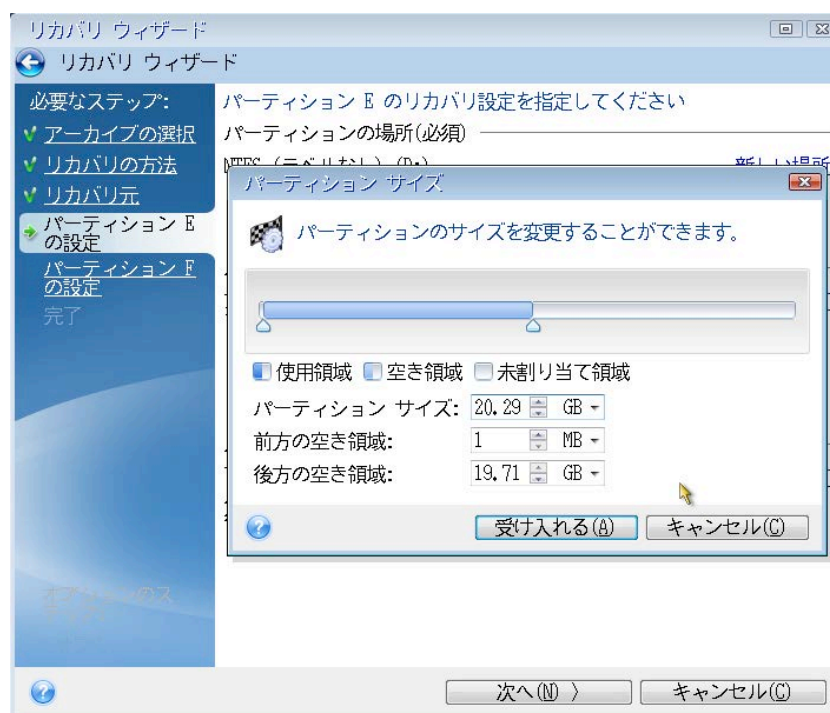 リカバリ ウィザード
リカバリ ウィザード
必要なステップ:
アーカイブの選択
リカバリの方法
リカバリ元
パーティション E
の設定
パーティション F
の設定
完了
パーティション E のリカバリ設定を指定してください
パーティションの場所(必須)
新しい場所
パーティション サイズ
パーティションのサイズを変更することができます。
使用領域 空き領域 未割り当て領域
パーティション サイズ: 20.29 GB
前方の空き領域: 1 MB
後方の空き領域: 19.71 GB
受け入れる(A) キャンセル(C)
次へ(N) 〉 キャンセル(C)